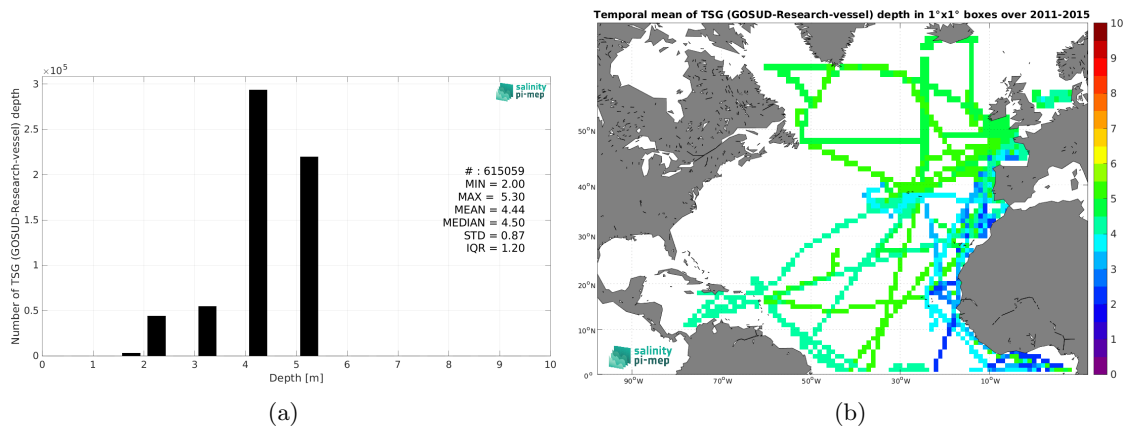 ×10⁵
3
2.5
2
1.5
1
0.5
0
Number of TSG (GOSUD-Research-vessel) depth
salinity
pi-mep
# : 615059
MIN = 2.00
MAX = 5.30
MEAN = 4.44
MEDIAN = 4.50
STD = 0.87
IQR = 1.20
0 1 2 3 4 5 6 7 8 9 10
Depth [m]
(a)
Temporal mean of TSG (GOSUD-Research-vessel) depth in 1°x1° boxes over 2011-2015
50°N
40°N
30°N
20°N
10°N
0°
90°W 70°W 50°W 30°W 10°W
salinity
pi-mep
10
9
8
7
6
5
4
3
2
1
0
(b)